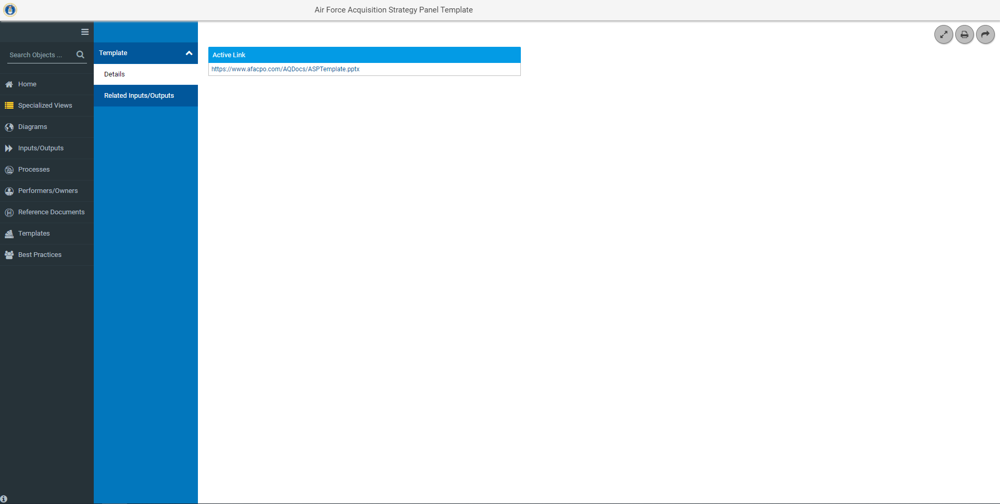 Air Force Acquisition Strategy Panel Template
Search Objects ...
Home
Specialized Views
Diagrams
Inputs/Outputs
Processes
Performers/Owners
Reference Documents
Templates
Best Practices
Template
Details
Related Inputs/Outputs
Active Link
https://www.afacpo.com/AQDocs/ASPTemplate.pptx